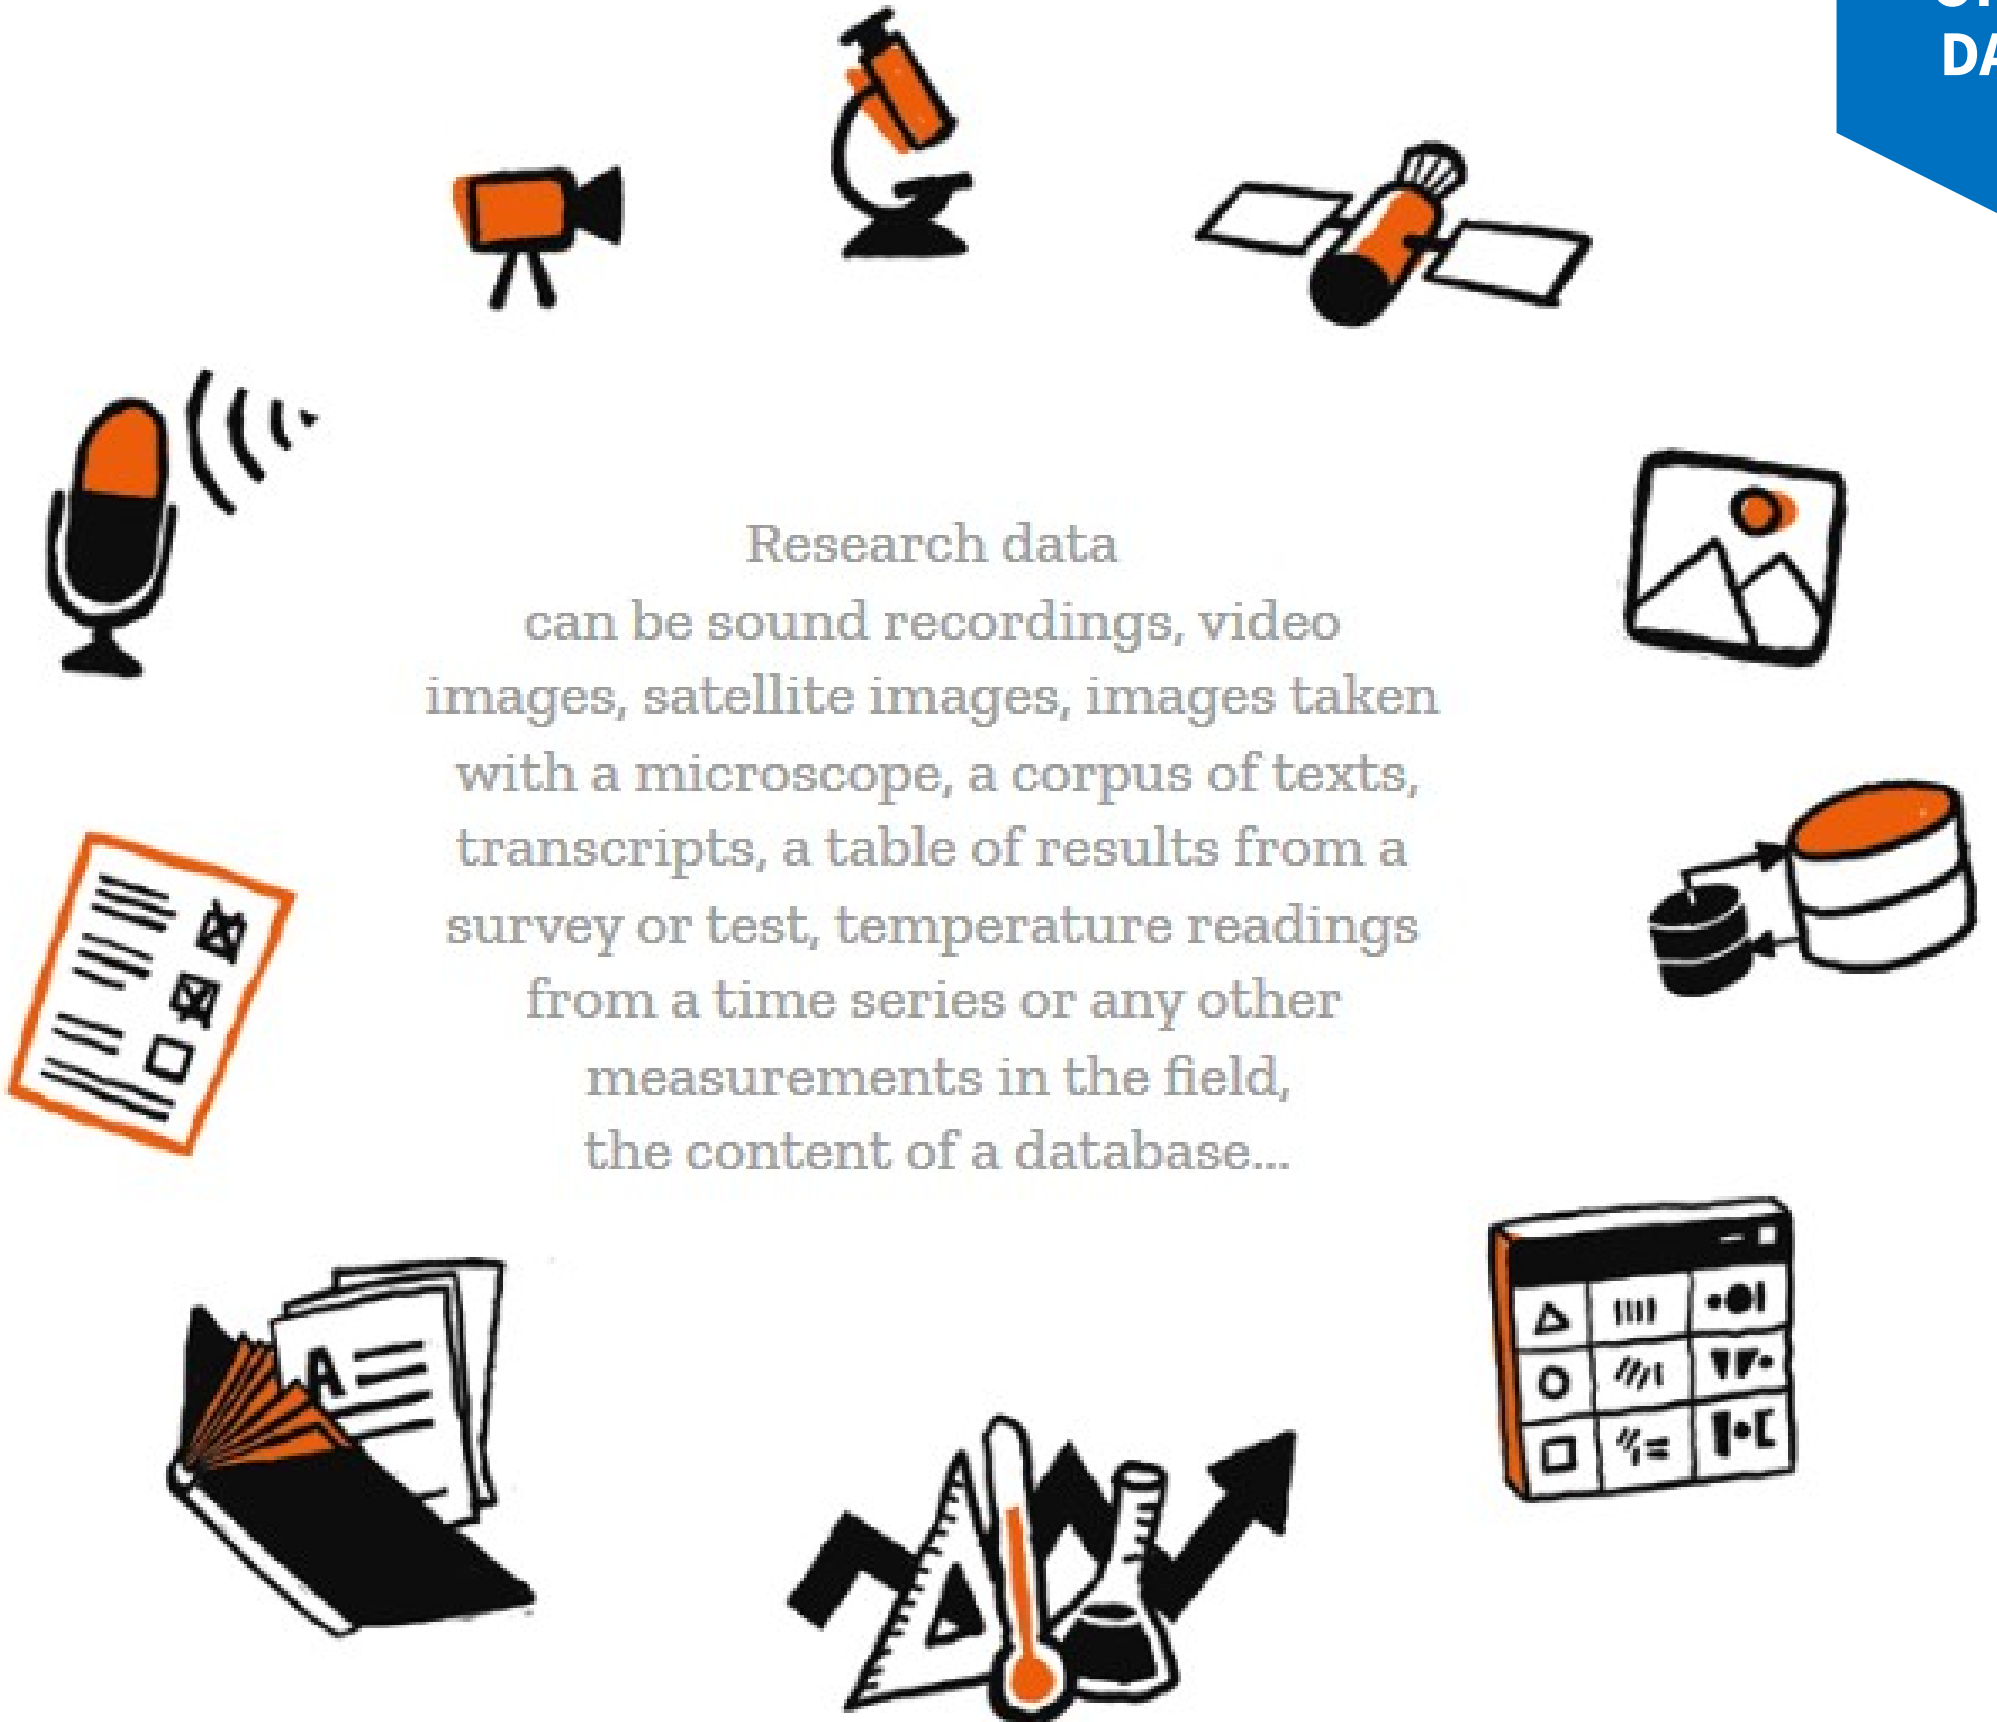 DA
Research data
can be sound recordings, video
images, satellite images, images taken
with a microscope, a corpus of texts,
transcripts, a table of results from a
survey or test, temperature readings
from a time series or any other
measurements in the field,
the content of a database...
A